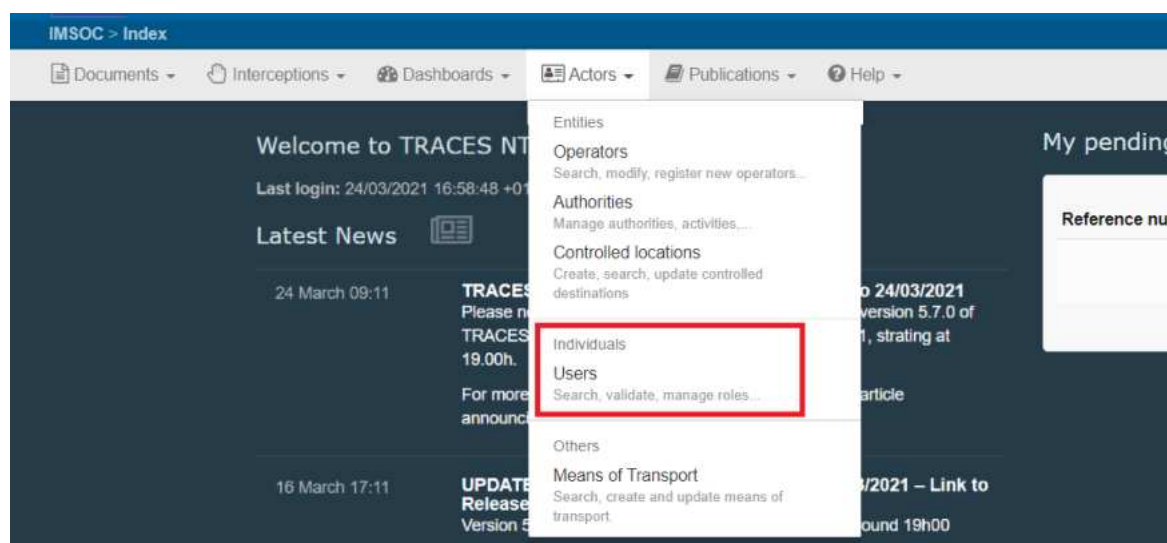 IMSOC > Index
Documents
Interceptions
Dashboards
Actors
Publications
Help
Welcome to TRACES NT
Last login: 24/03/2021 16:58:48 +01
Latest News
24 March 09:11
TRACES
Please
TRACES
19.00h.
For more
o 24/03/2021
version 5.7.0 of
1, strating at
article
16 March 17:11
UPDATE
Release
Version 5
/2021 – Link to
ound 19h00
Entities
Operators
Search, modify, register new operators...
Authorities
Manage authorities, activities,...
Controlled locations
Create, search, update controlled
destinations
Individuals
Users
Search, validate, manage roles...
Others
Means of Transport
Search, create and update means of
transport.
My pending
Reference nu